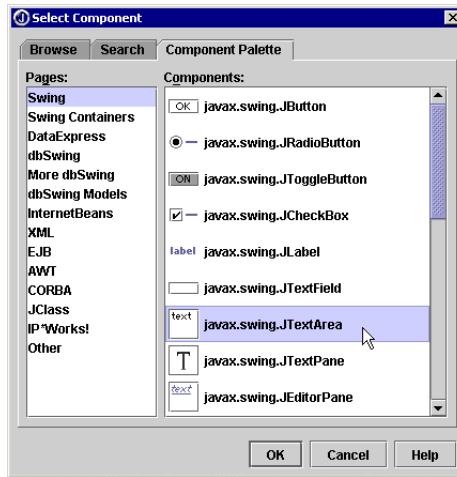 Select Component
Browse Search Component Palette
Pages:
Swing
Swing Containers
DataExpress
dbSwing
More dbSwing
dbSwing Models
InternetBeans
XML
EJB
AWT
CORBA
JClass
IP*Works!
Other
Components:
OK javax.swing.JButton
javax.swing.JRadioButton
ON javax.swing.JToggleButton
javax.swing.JCheckBox
label javax.swing.JLabel
javax.swing.JTextField
text javax.swing.JTextArea
T javax.swing.JTextPane
text javax.swing.JEditorPane
OK Cancel Help